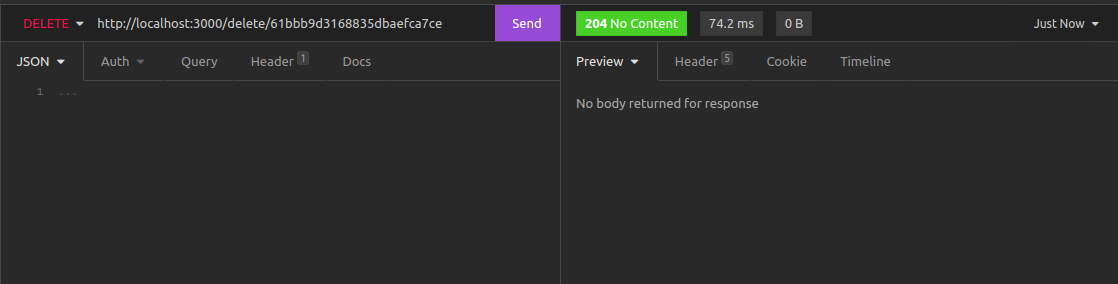 DELETE http://localhost:3000/delete/61bbb9d3168835dbaefca7ce Send 204 No Content 74.2 ms 0 B Just Now
JSON Auth Query Header 1 Docs Preview Header 5 Cookie Timeline
1 ...
No body returned for response